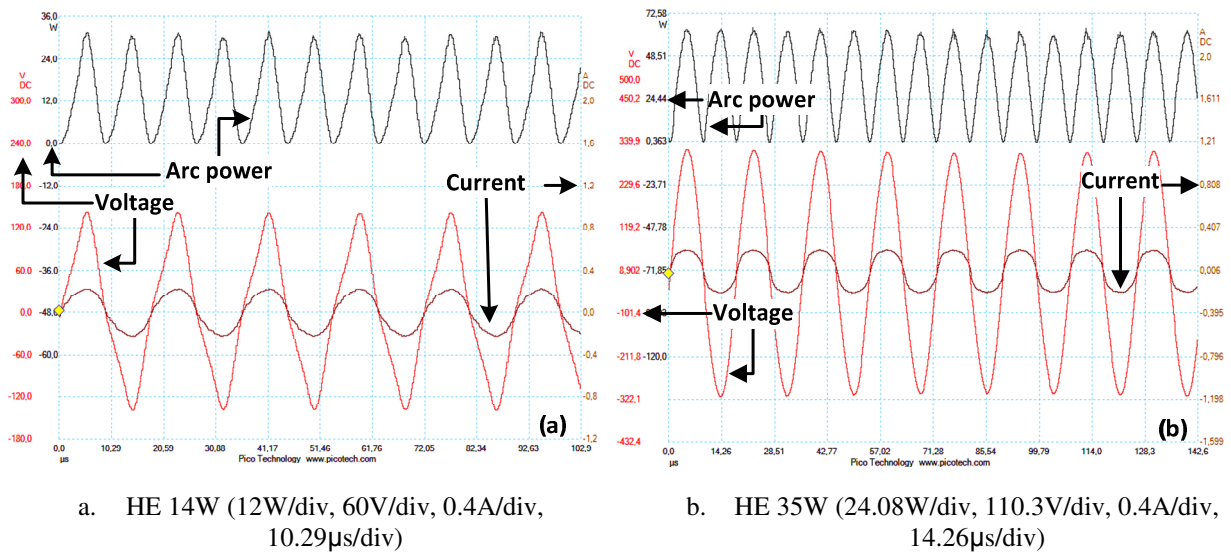 36,0
W
24,0
12,0
0,0
-12,0
-24,0
-36,0
-48,0
-60,0
V
DC
300.0
240.0
180.0
120.0
60.0
0.0
-60.0
-120.0
-180.0
A
DC
2,0
1,6
1,2
0,8
0,4
0,0
-0,4
-0,8
-1,2
Arc power
Voltage
Current
(a)
0,0
10,29
20,59
30,88
41,17
51,46
61,76
72,05
82,34
92,63
102,9
µs
Pico Technology www.picotech.com
72,58
W
48,51
24,44
0,363
-23,71
-47,78
-71,85
-120,0
V
DC
500.0
450.2
339.9
229.6
119.2
8.902
-101.4
-211.8
-322.1
-432.4
A
DC
2,0
1,611
1,21
0,808
0,407
0,006
-0,395
-0,796
-1,198
-1,599
Arc power
Current
Voltage
(b)
0,0
14,26
28,51
42,77
57,02
71,28
85,54
99,79
114,0
128,3
142,6
µs
Pico Technology www.picotech.com
a. HE 14W (12W/div, 60V/div, 0.4A/div,
10.29µs/div)
b. HE 35W (24.08W/div, 110.3V/div, 0.4A/div,
14.26µs/div)